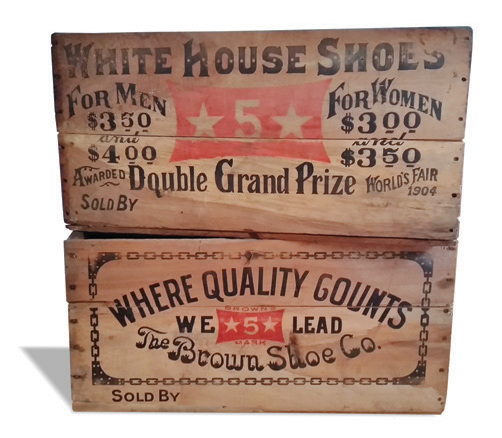 WHITE HOUSE SHOES
FOR MEN
$3.50
and
$4.00
5
FOR WOMEN
$3.00
and
$3.50
AWARDED Double Grand Prize WORLD'S FAIR
1904
SOLD BY
WHERE QUALITY COUNTS
BROWN'S
WE 5 LEAD
MARK
The Brown Shoe Co.
SOLD BY